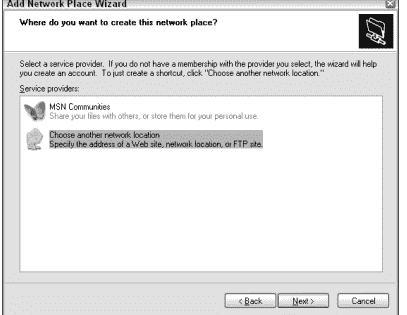 Add Network Place Wizard
Where do you want to create this network place?
Select a service provider. If you do not have a membership with the provider you select, the wizard will help
you create an account. To just create a shortcut, click "Choose another network location."
Service providers:
MSN Communities
Share your files with others, or store them for your personal use.
Choose another network location
Specify the address of a Web site, network location, or FTP site.
< Back
Next >
Cancel